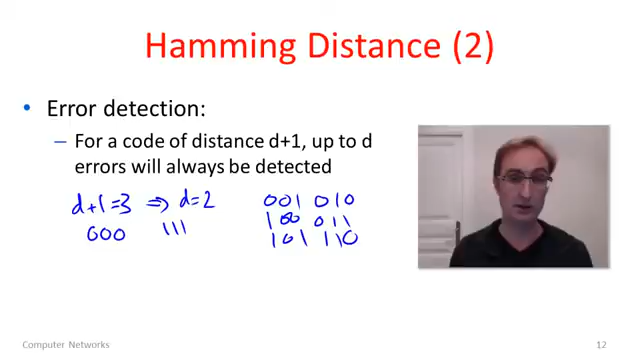 Hamming Distance (2)
• Error detection:
– For a code of distance d+1, up to d
errors will always be detected
d+1=3 ⇒ d=2
000 111
001 010
100 011
101 110
Computer Networks 12